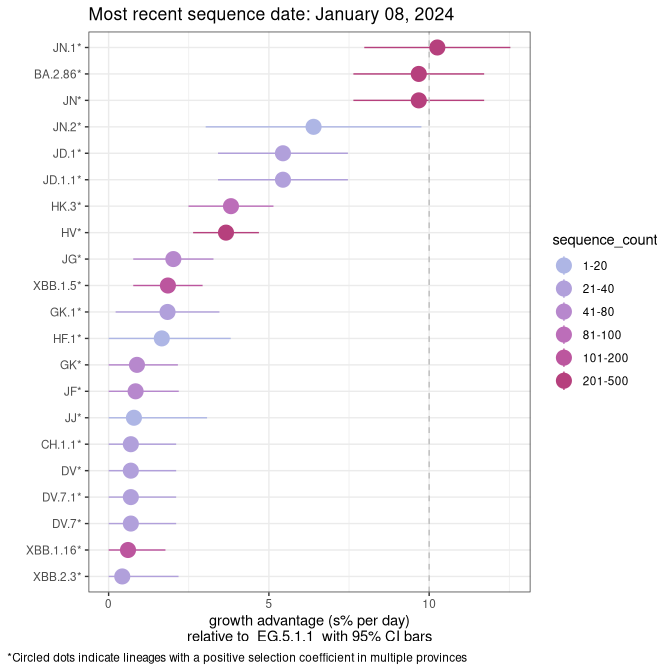 Most recent sequence date: January 08, 2024
JN.1*
BA.2.86*
JN*
JN.2*
JD.1*
JD.1.1*
HK.3*
HV*
JG*
XBB.1.5*
GK.1*
HF.1*
GK*
JF*
JJ*
CH.1.1*
DV*
DV.7.1*
DV.7*
XBB.1.16*
XBB.2.3*
0 5 10
growth advantage (s% per day)
relative to EG.5.1.1 with 95% CI bars
sequence_count
1-20
21-40
41-80
81-100
101-200
201-500
*Circled dots indicate lineages with a positive selection coefficient in multiple provinces